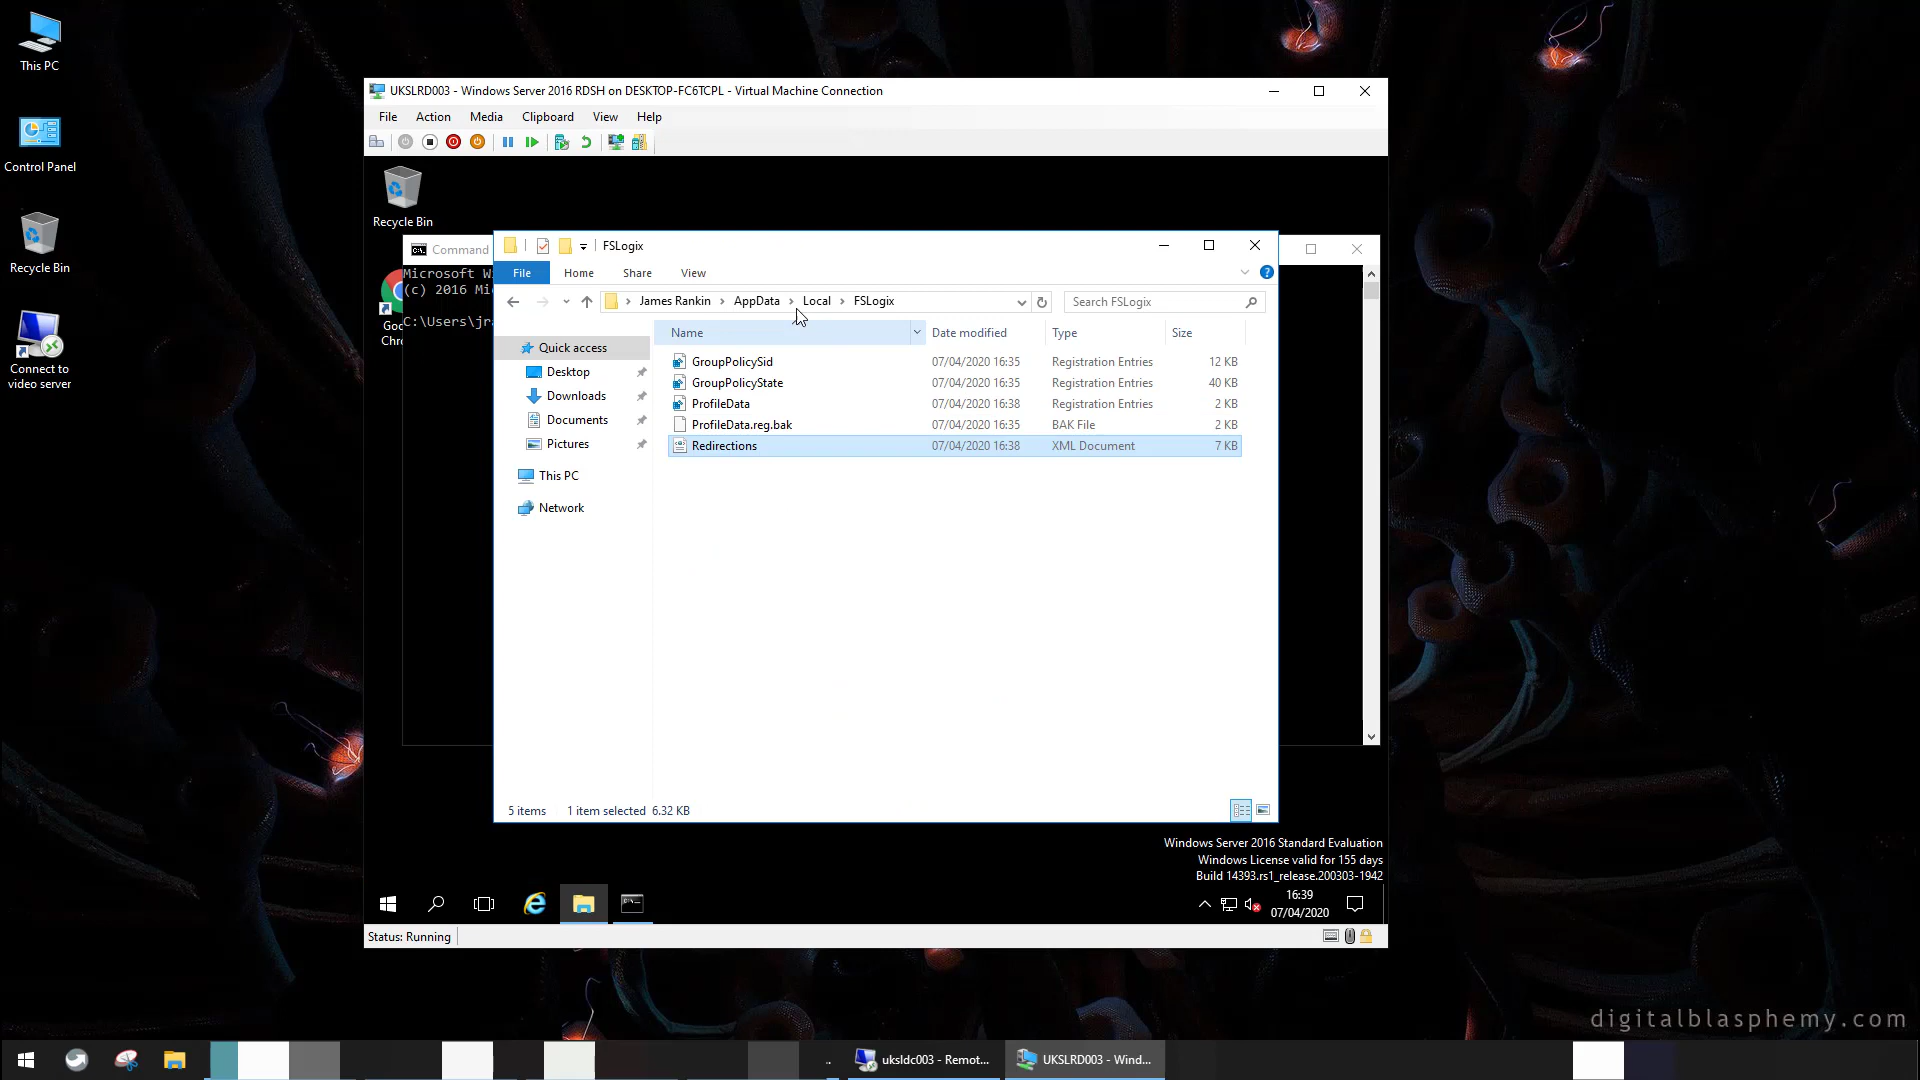 This PC
Control Panel
Recycle Bin
Connect to
video server
UKSLRD003 - Windows Server 2016 RDSH on DESKTOP-FC6TCPL - Virtual Machine Connection
File Action Media Clipboard View Help
Recycle Bin
Command
Microsoft Wi
(c) 2016 Mic
C:\Users\jra
Goo
Chro
FSLogix
File Home Share View
James Rankin > AppData > Local > FSLogix
Search FSLogix
Name Date modified Type Size
Quick access
Desktop
Downloads
Documents
Pictures
This PC
Network
GroupPolicySid 07/04/2020 16:35 Registration Entries 12 KB
GroupPolicyState 07/04/2020 16:35 Registration Entries 40 KB
ProfileData 07/04/2020 16:38 Registration Entries 2 KB
ProfileData.reg.bak 07/04/2020 16:35 BAK File 2 KB
Redirections 07/04/2020 16:38 XML Document 7 KB
5 items 1 item selected 6.32 KB
Windows Server 2016 Standard Evaluation
Windows License valid for 155 days
Build 14393.rs1_release.200303-1942
16:39
07/04/2020
Status: Running
digitalblasphemy.com
uksldc003 - Remot...
UKSLRD003 - Wind...